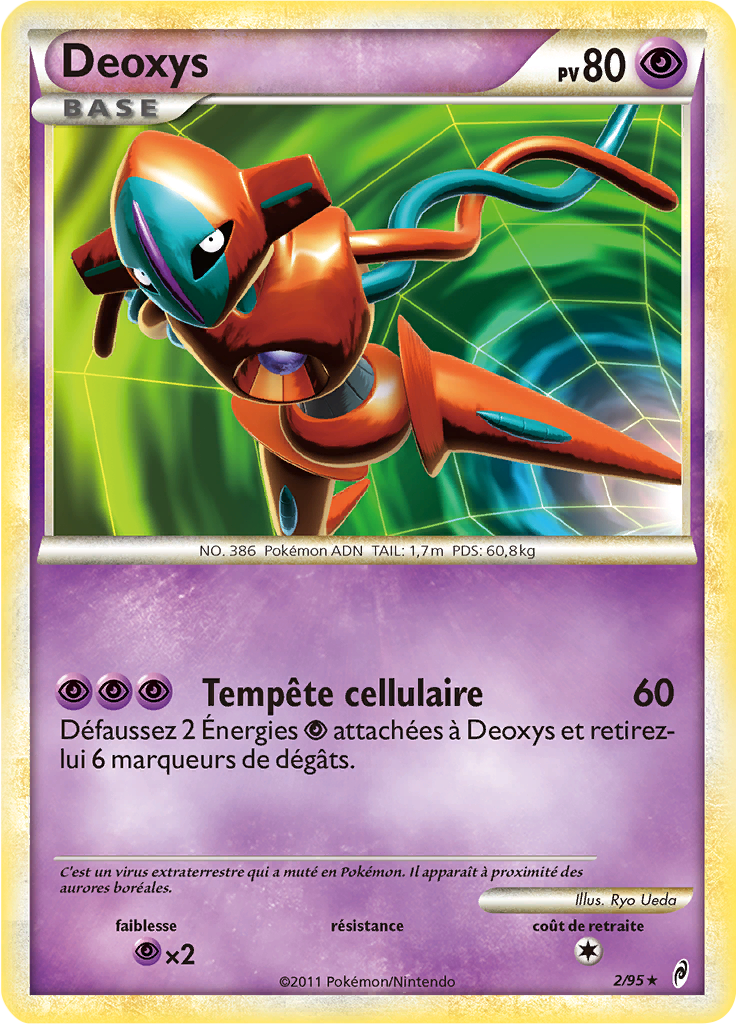 Deoxys
PV 80
BASE
NO. 386 Pokémon ADN TAIL: 1,7m PDS: 60,8kg
Tempête cellulaire 60
Défaussez 2 Énergies attachées à Deoxys et retirez-
lui 6 marqueurs de dégâts.
C'est un virus extraterrestre qui a muté en Pokémon. Il apparaît à proximité des
aurores boréales.
Illus. Ryo Ueda
faiblesse résistance coût de retraite
×2
©2011 Pokémon/Nintendo
2/95 ★